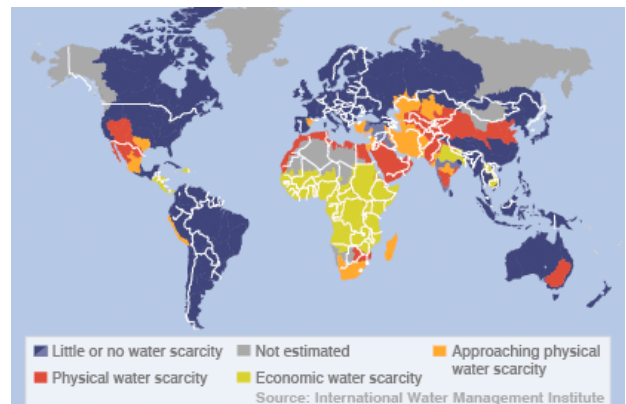 Little or no water scarcity
Not estimated
Approaching physical
water scarcity
Physical water scarcity
Economic water scarcity
Source: International Water Management Institute